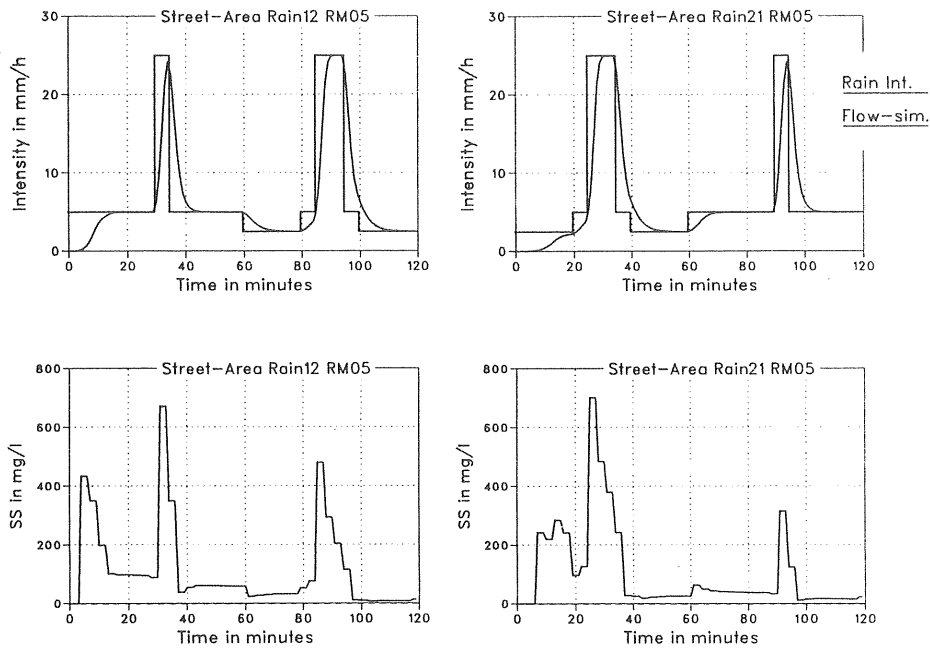 Street-Area Rain12 RM05
Intensity in mm/h
30
20
10
0
0 20 40 60 80 100 120
Time in minutes
Street-Area Rain21 RM05
Intensity in mm/h
30
20
10
0
0 20 40 60 80 100 120
Time in minutes
Rain Int.
Flow-sim.
Street-Area Rain12 RM05
SS in mg/l
800
600
400
200
0
0 20 40 60 80 100 120
Time in minutes
Street-Area Rain21 RM05
SS in mg/l
800
600
400
200
0
0 20 40 60 80 100 120
Time in minutes